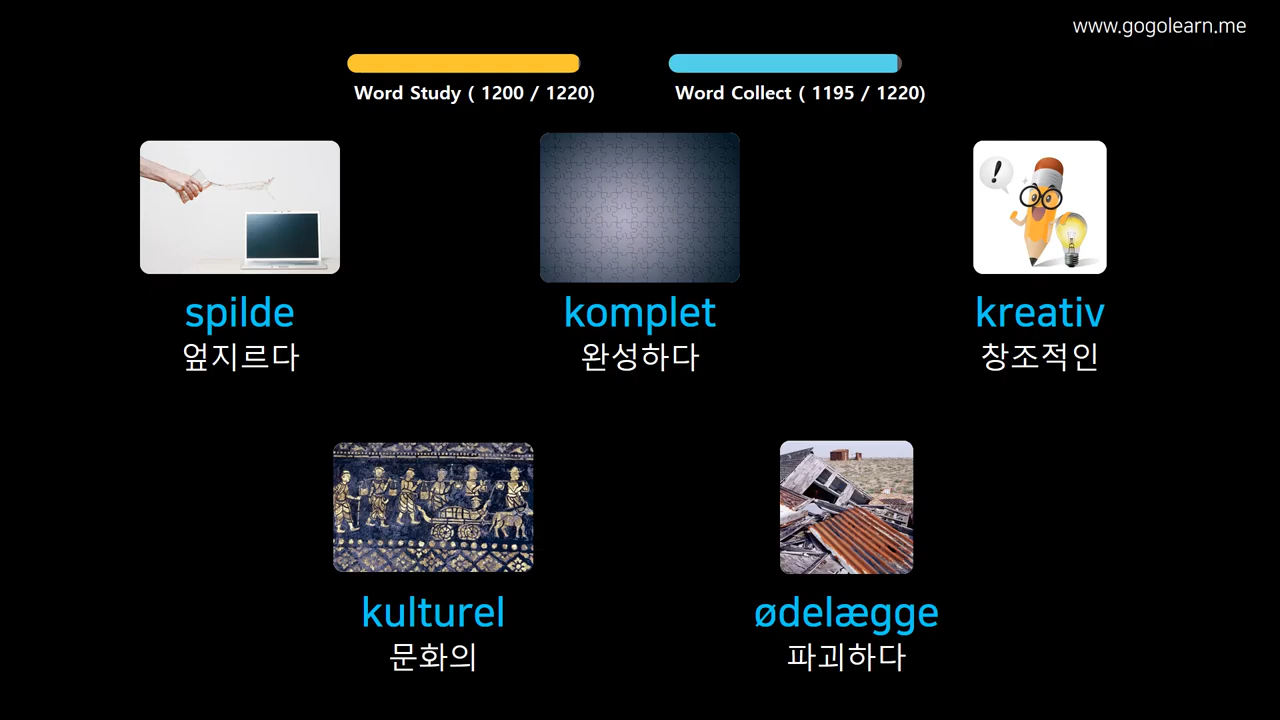 www.gogolearn.me
Word Study ( 1200 / 1220)
Word Collect ( 1195 / 1220)
spilde
엎지르다
komplet
완성하다
kreativ
창조적인
kulturel
문화의
ødelægge
파괴하다